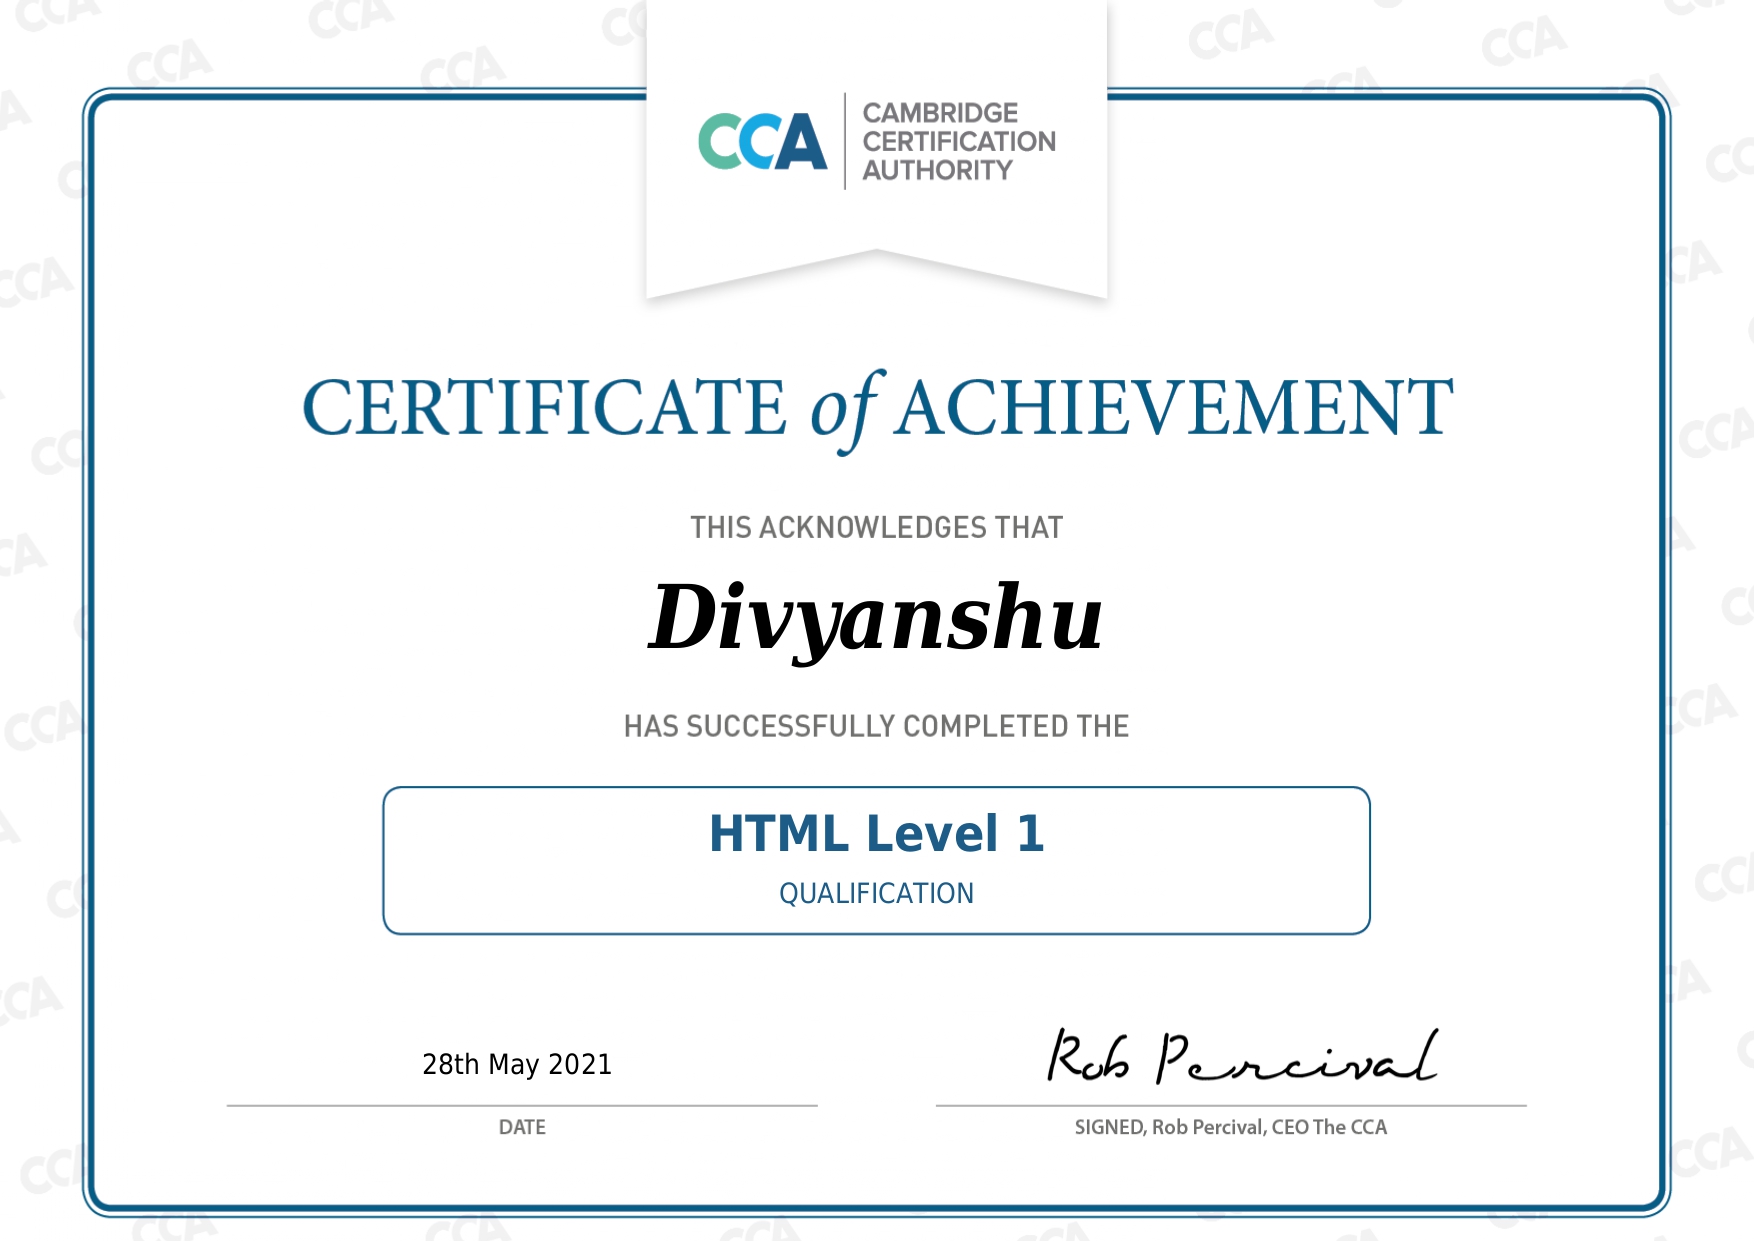 CCA
CAMBRIDGE
CERTIFICATION
AUTHORITY
CERTIFICATE of ACHIEVEMENT
THIS ACKNOWLEDGES THAT
Divyanshu
HAS SUCCESSFULLY COMPLETED THE
HTML Level 1
QUALIFICATION
28th May 2021
Rob Percival
DATE
SIGNED, Rob Percival, CEO The CCA